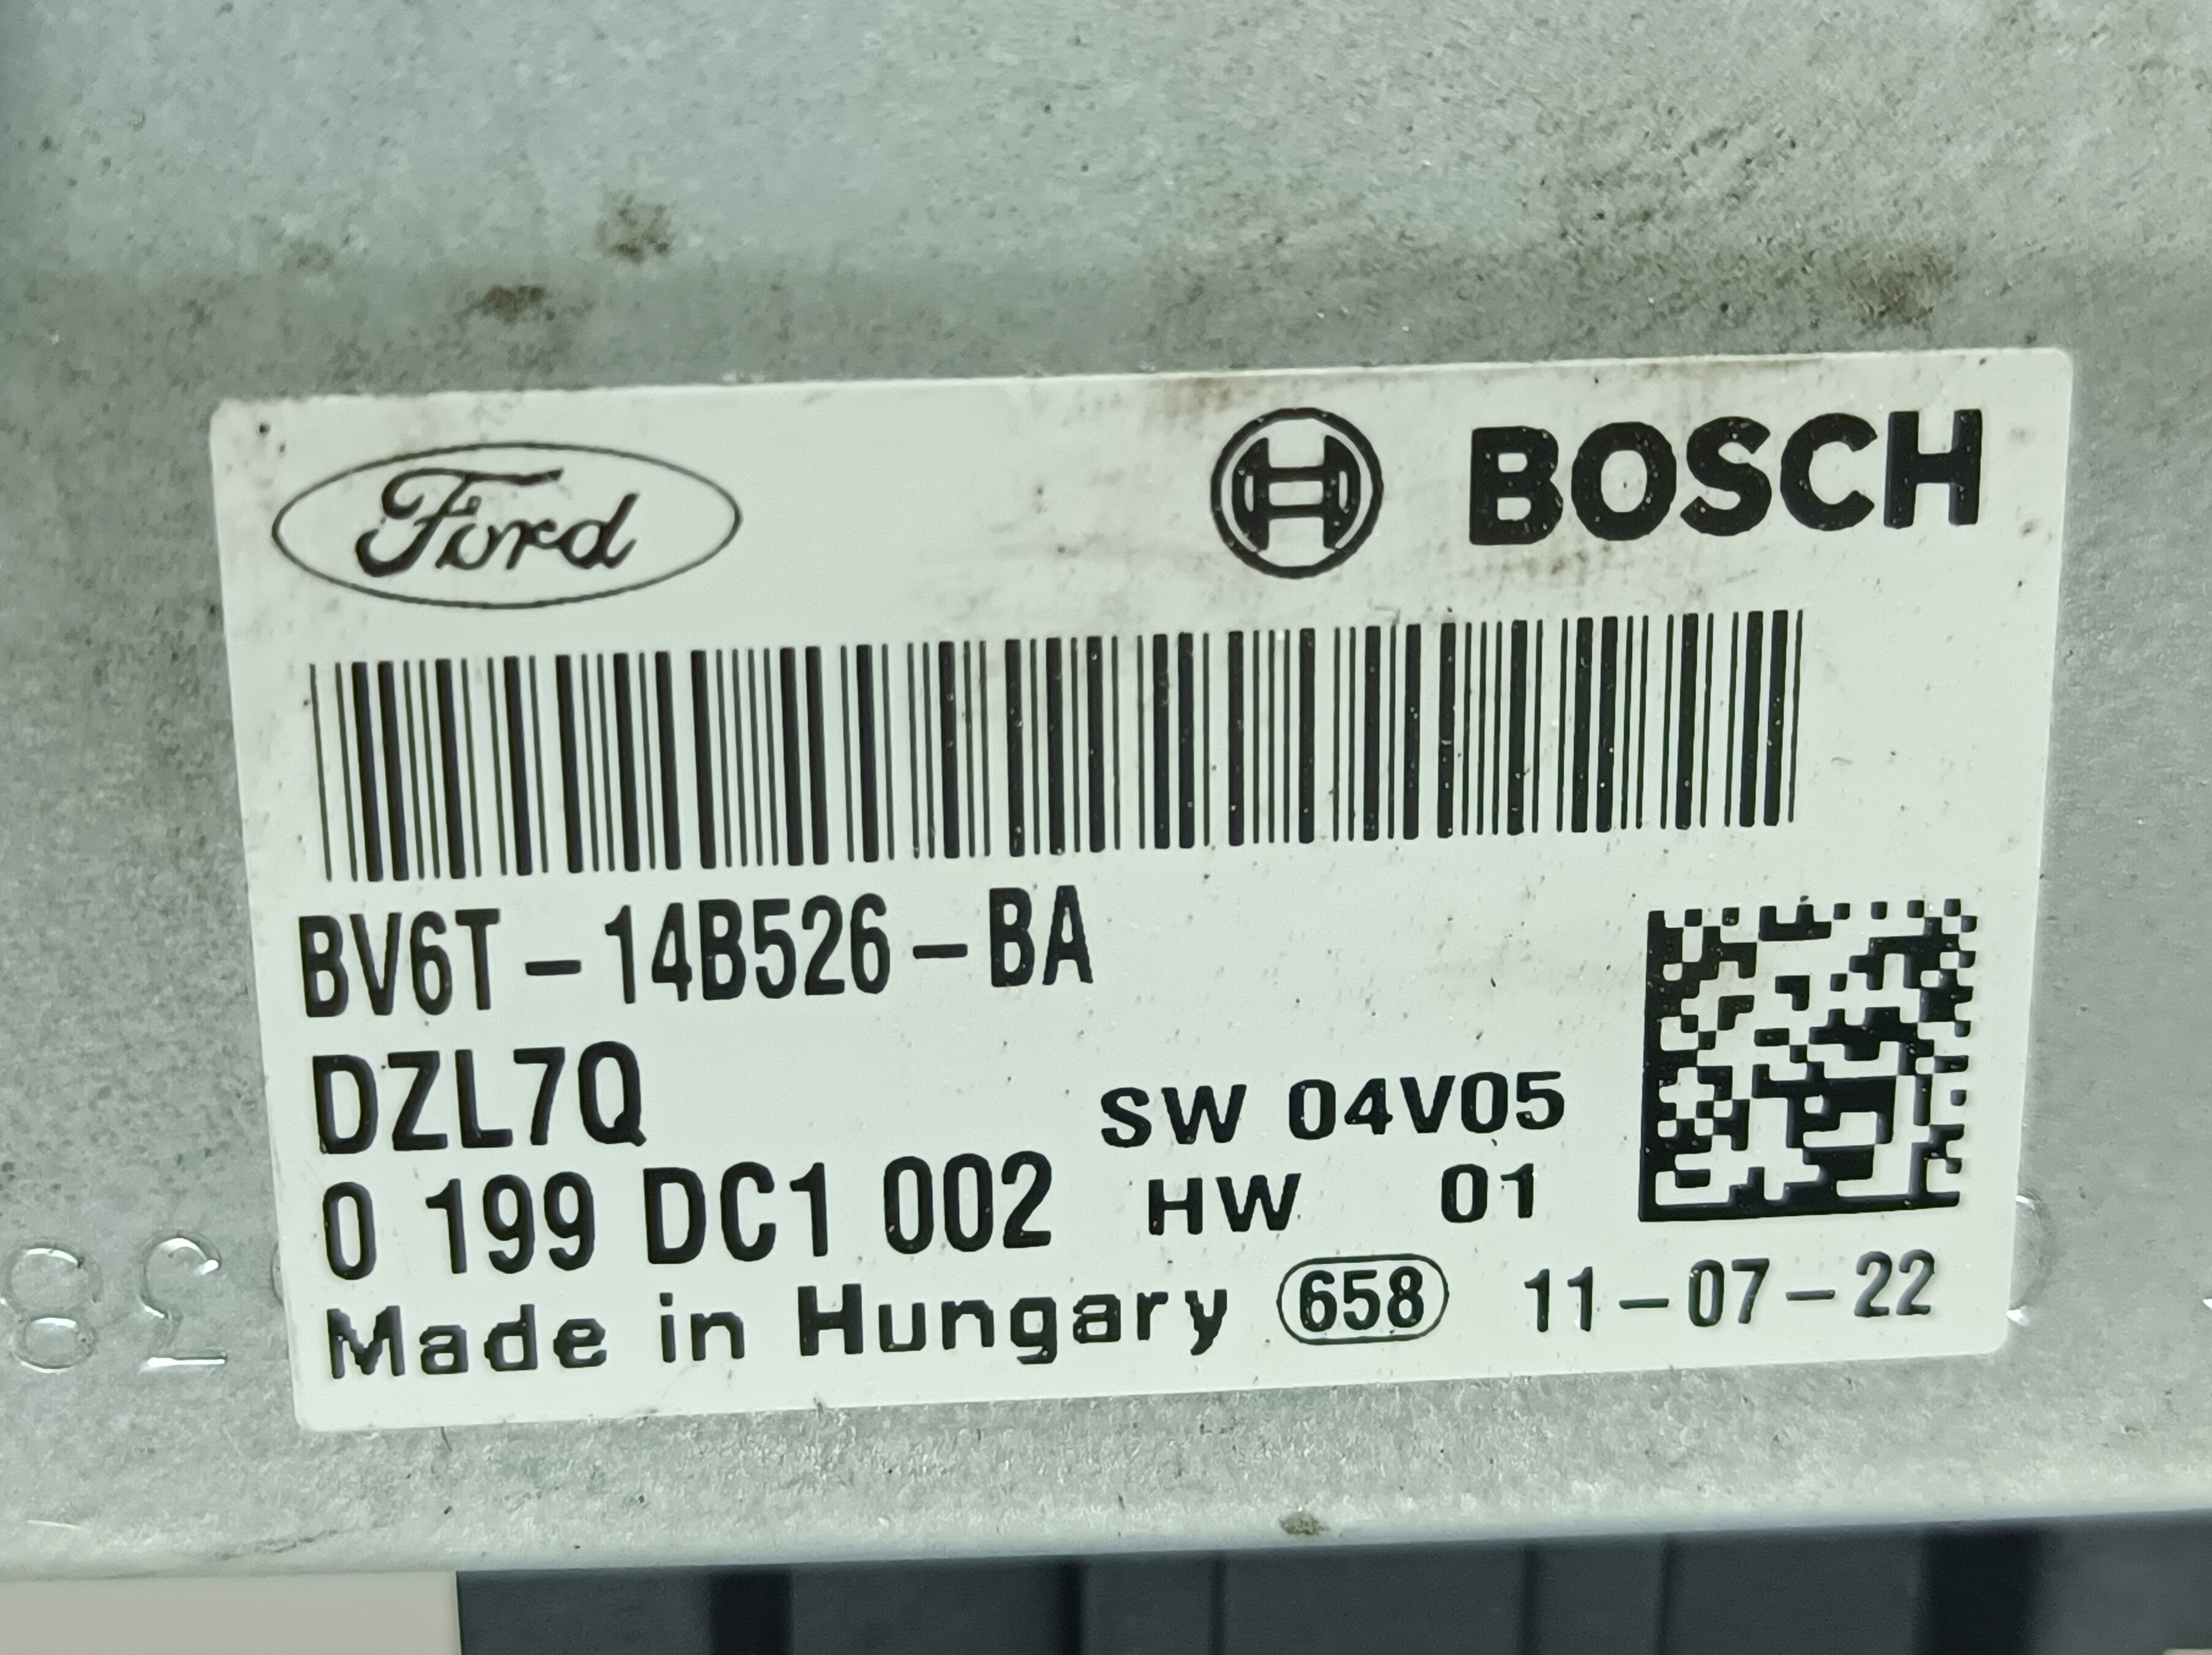 Ford BOSCH
BV6T-14B526-BA
DZL7Q
SW 04V05
0 199 DC1 002 HW 01
Made in Hungary 658 11-07-22